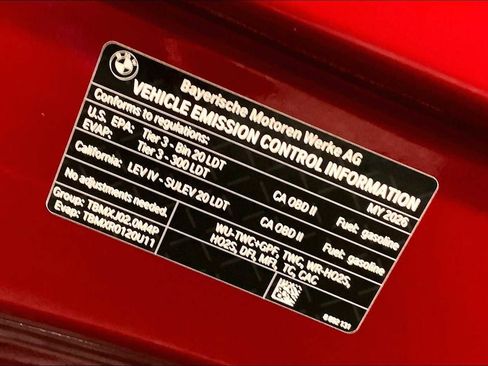 Bayerische Motoren Werke AG
VEHICLE EMISSION CONTROL INFORMATION
Conforms to regulations: MY 2026
U.S. EPA: Tier 3 - Bin 20 LDT CA OBD II Fuel: gasoline
EVAP: Tier 3 - 300 LDT
California: LEV IV - SULEV 20 LDT CA OBD II Fuel: gasoline
No adjustments needed.
Group: TBMXJ02.0M4P WU-TWC+GPF, TWC, WR-HO2S,
Evap: TBMXR0120U11 HO2S, DFI, MFI, TC, CAC